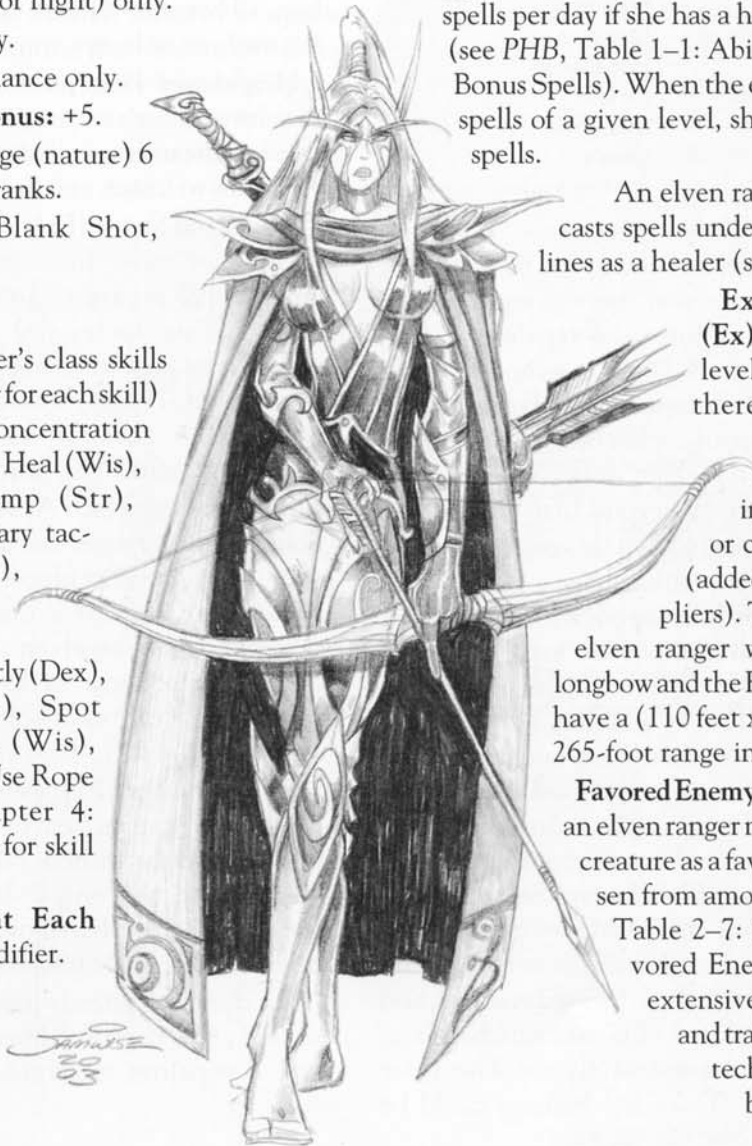 or flight) only.
y.
ance only.
nus: +5.
ge (nature) 6
ranks.
Blank Shot,
er's class skills
for each skill)
oncentration
Heal (Wis),
mp (Str),
ary tac-
),
tly (Dex),
), Spot
(Wis),
se Rope
pter 4:
for skill
at Each
difier.
SAMWISE
20
03
spells per day if she has a h
(see PHB, Table 1–1: Abi
Bonus Spells). When the e
spells of a given level, sh
spells.
An elven ra
casts spells unde
lines as a healer (s
Ex
(Ex)
level
there
in
or c
(adde
pliers). T
elven ranger w
longbow and the
have a (110 feet x
265-foot range in
Favored Enemy
an elven ranger m
creature as a fav
sen from amo
Table 2–7:
vored Ene
extensive
and tra
tech
b